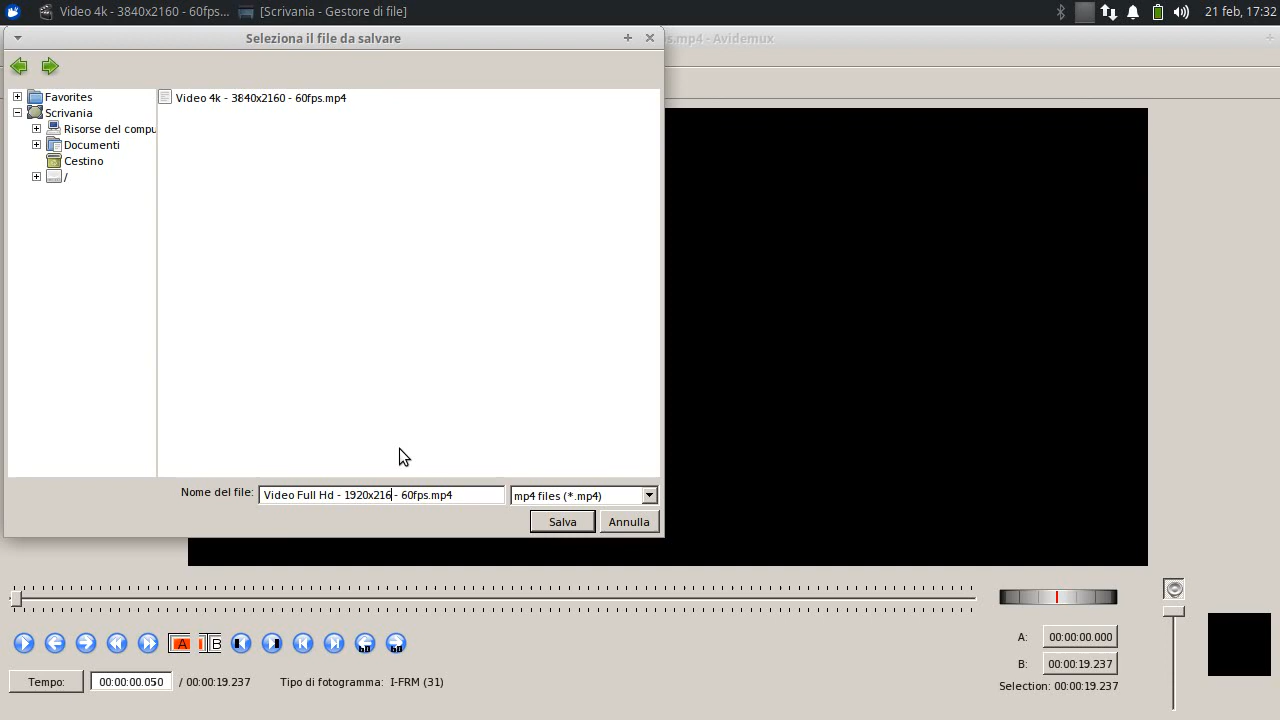 Video 4k - 3840x2160 - 60fps...
[Scrivania - Gestore di file]
21 feb, 17:32
Seleziona il file da salvare
s.mp4 - Avidemux
Favorites
Scrivania
Risorse del compu
Documenti
Cestino
/
Video 4k - 3840x2160 - 60fps.mp4
Nome del file:
Video Full Hd - 1920x216 - 60fps.mp4
mp4 files (*.mp4)
Salva
Annulla
A
B
60
60
A:
00:00:00.000
B:
00:00:19.237
Selection: 00:00:19.237
Tempo:
00:00:00.050
/ 00:00:19.237
Tipo di fotogramma: I-FRM (31)